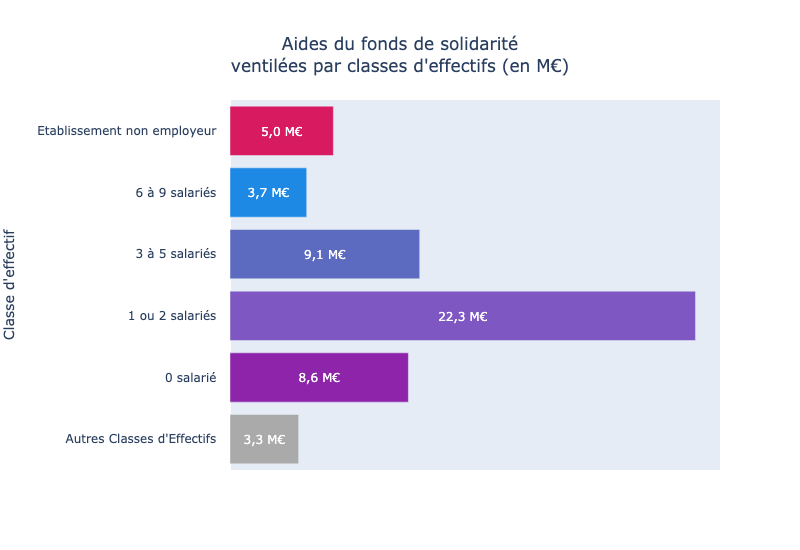 Aides du fonds de solidarité
ventilées par classes d'effectifs (en M€)
Classe d'effectif
Etablissement non employeur
5,0 M€
6 à 9 salariés
3,7 M€
3 à 5 salariés
9,1 M€
1 ou 2 salariés
22,3 M€
0 salarié
8,6 M€
Autres Classes d'Effectifs
3,3 M€